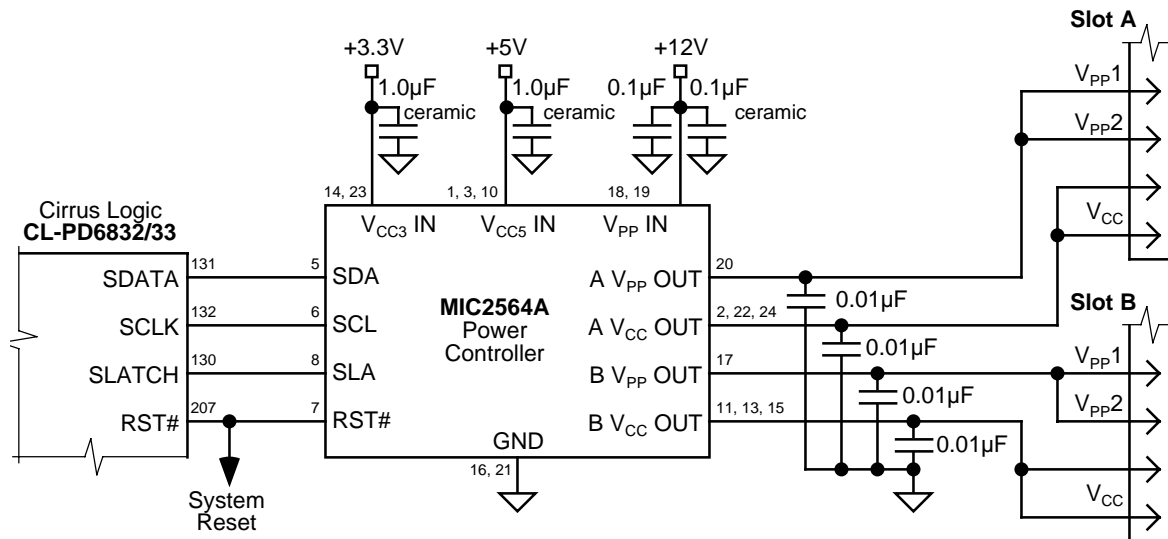 Slot A
+3.3V
+5V
+12V
1.0µF
ceramic
1.0µF
ceramic
0.1µF
0.1µF
ceramic
VPP1
VPP2
VCC
14, 23
1, 3, 10
18, 19
VCC3 IN
VCC5 IN
VPP IN
Cirrus Logic
CL-PD6832/33
SDATA
131
5
SDA
SCLK
132
6
SCL
SLATCH
130
8
SLA
RST#
207
7
RST#
MIC2564A
Power
Controller
A VPP OUT
20
A VCC OUT
2, 22, 24
B VPP OUT
17
B VCC OUT
11, 13, 15
GND
16, 21
System
Reset
0.01µF
0.01µF
0.01µF
0.01µF
Slot B
VPP1
VPP2
VCC